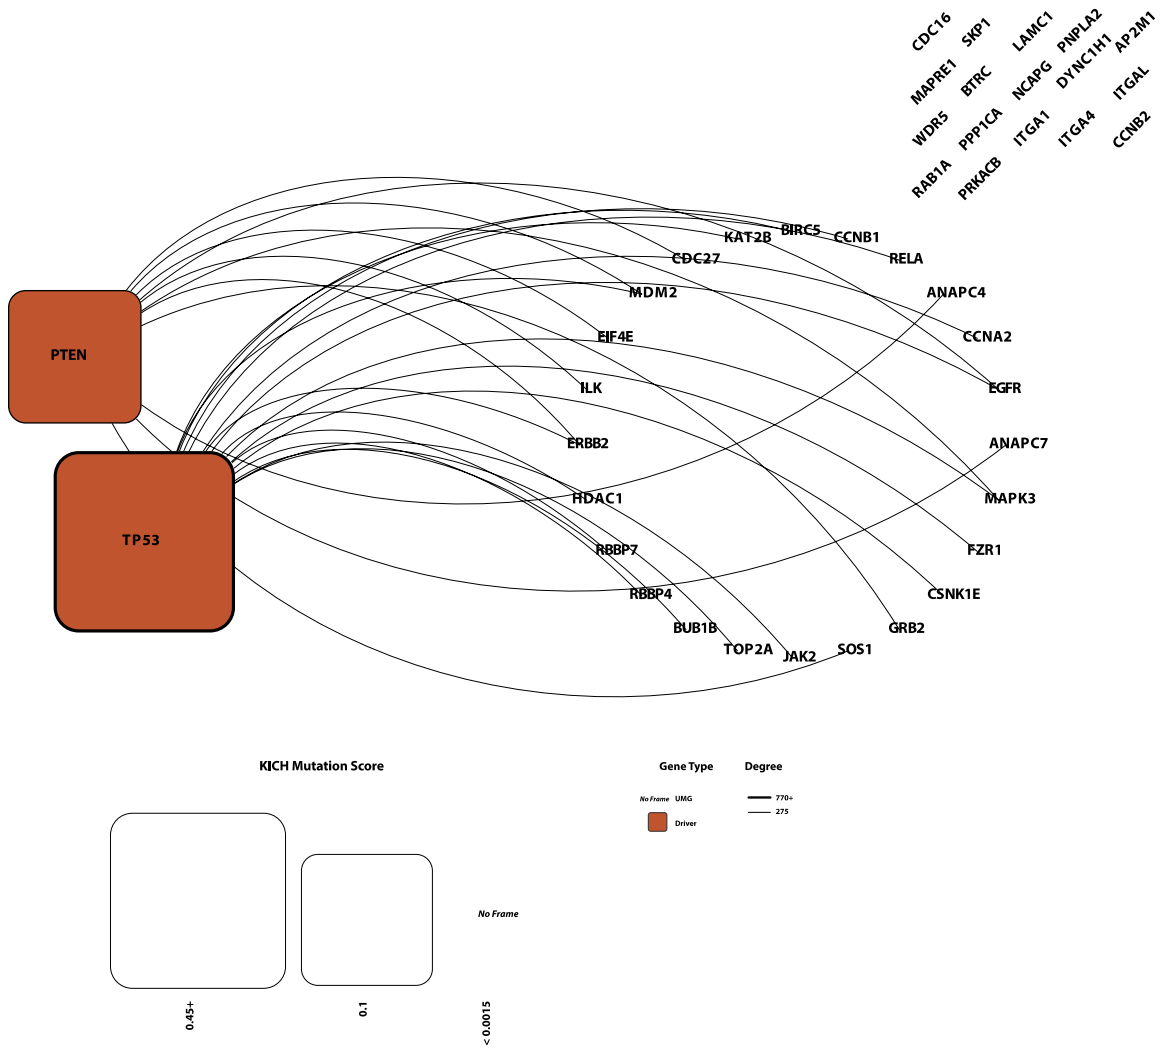 CDC16 SKP1 LAMC1 PNPLA2 AP2M1
MAPRE1 BTRC NCAPG DYNC1H1 ITGAL
WDR5 PPP1CA ITGA1 ITGA4 CCNB2
RAB1A PRKACB
KAT2B BIRC5 CCNB1
CDC27 RELA
MDM2 ANAPC4
EIF4E CCNA2
PTEN
ILK EGFR
ERBB2 ANAPC7
HDAC1 MAPK3
TP53
RBBP7 FZR1
RBBP4 CSNK1E
BUB1B GRB2
TOP2A JAK2 SOS1
KICH Mutation Score
Gene Type Degree
No Frame UMG 770+
275
Driver
No Frame
0.45+ 0.1 < 0.0015